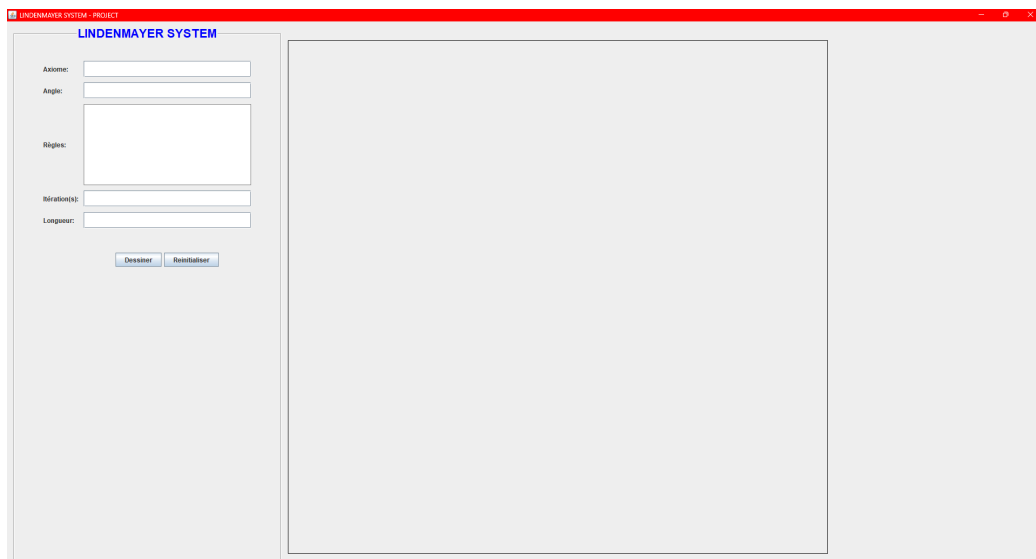 LINDENMAYER SYSTEM - PROJECT
LINDENMAYER SYSTEM
Axiome:
Angle:
Règles:
Itération(s):
Longueur:
Dessiner Reinitialiser